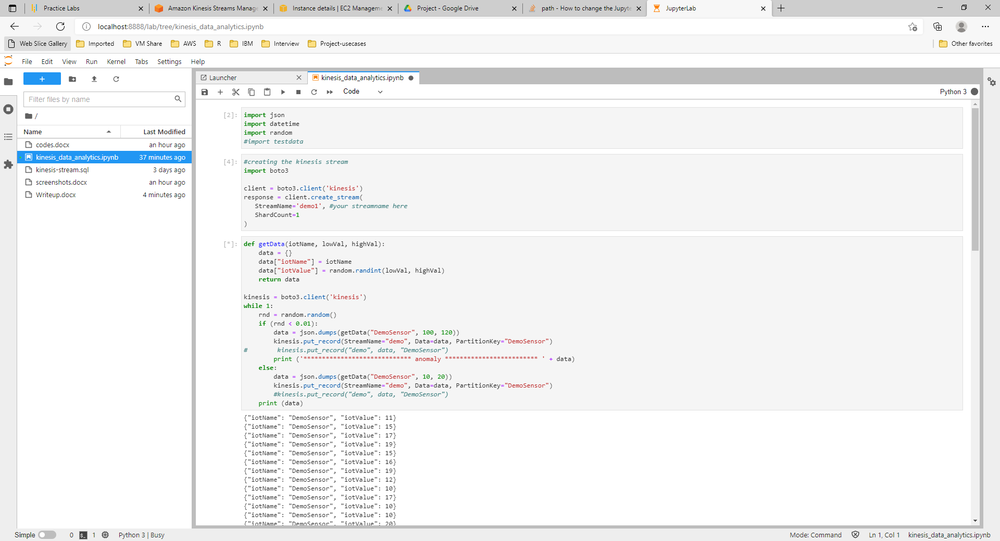 Practice Labs
Amazon Kinesis Streams Manage
Instance details | EC2 Manageme
Project - Google Drive
path - How to change the Jupyte
JupyterLab
localhost:8888/lab/tree/kinesis_data_analytics.ipynb
Web Slice Gallery
Imported
VM Share
AWS
R
IBM
Interview
Project-usecases
Other favorites
File Edit View Run Kernel Tabs Settings Help
Filter files by name
/
Name Last Modified
codes.docx an hour ago
kinesis_data_analytics.ipynb 37 minutes ago
kinesis-stream.sql 3 days ago
screenshots.docx an hour ago
Writeup.docx 4 minutes ago
Launcher
kinesis_data_analytics.ipynb
Code
Python 3
[2]: import json
import datetime
import random
#import testdata
[4]: #creating the kinesis stream
import boto3
client = boto3.client('kinesis')
response = client.create_stream(
   StreamName='demo1', #your streamname here
   ShardCount=1
)
[*]: def getData(iotName, lowVal, highVal):
    data = {}
    data["iotName"] = iotName
    data["iotValue"] = random.randint(lowVal, highVal)
    return data
kinesis = boto3.client('kinesis')
while 1:
    rnd = random.random()
    if (rnd < 0.01):
        data = json.dumps(getData("DemoSensor", 100, 120))
        kinesis.put_record(StreamName="demo", Data=data, PartitionKey="DemoSensor")
#        kinesis.put_record("demo", data, "DemoSensor")
        print ('***************************** anomaly ************************* ' + data)
    else:
        data = json.dumps(getData("DemoSensor", 10, 20))
        kinesis.put_record(StreamName="demo", Data=data, PartitionKey="DemoSensor")
        #kinesis.put_record("demo", data, "DemoSensor")
    print (data)
{"iotName": "DemoSensor", "iotValue": 11}
{"iotName": "DemoSensor", "iotValue": 15}
{"iotName": "DemoSensor", "iotValue": 17}
{"iotName": "DemoSensor", "iotValue": 19}
{"iotName": "DemoSensor", "iotValue": 15}
{"iotName": "DemoSensor", "iotValue": 16}
{"iotName": "DemoSensor", "iotValue": 19}
{"iotName": "DemoSensor", "iotValue": 12}
{"iotName": "DemoSensor", "iotValue": 10}
{"iotName": "DemoSensor", "iotValue": 17}
{"iotName": "DemoSensor", "iotValue": 10}
{"iotName": "DemoSensor", "iotValue": 10}
{"iotName": "DemoSensor", "iotValue": 20}
Simple 0 $_ 1 Python 3 | Busy
Mode: Command Ln 1, Col 1 kinesis_data_analytics.ipynb